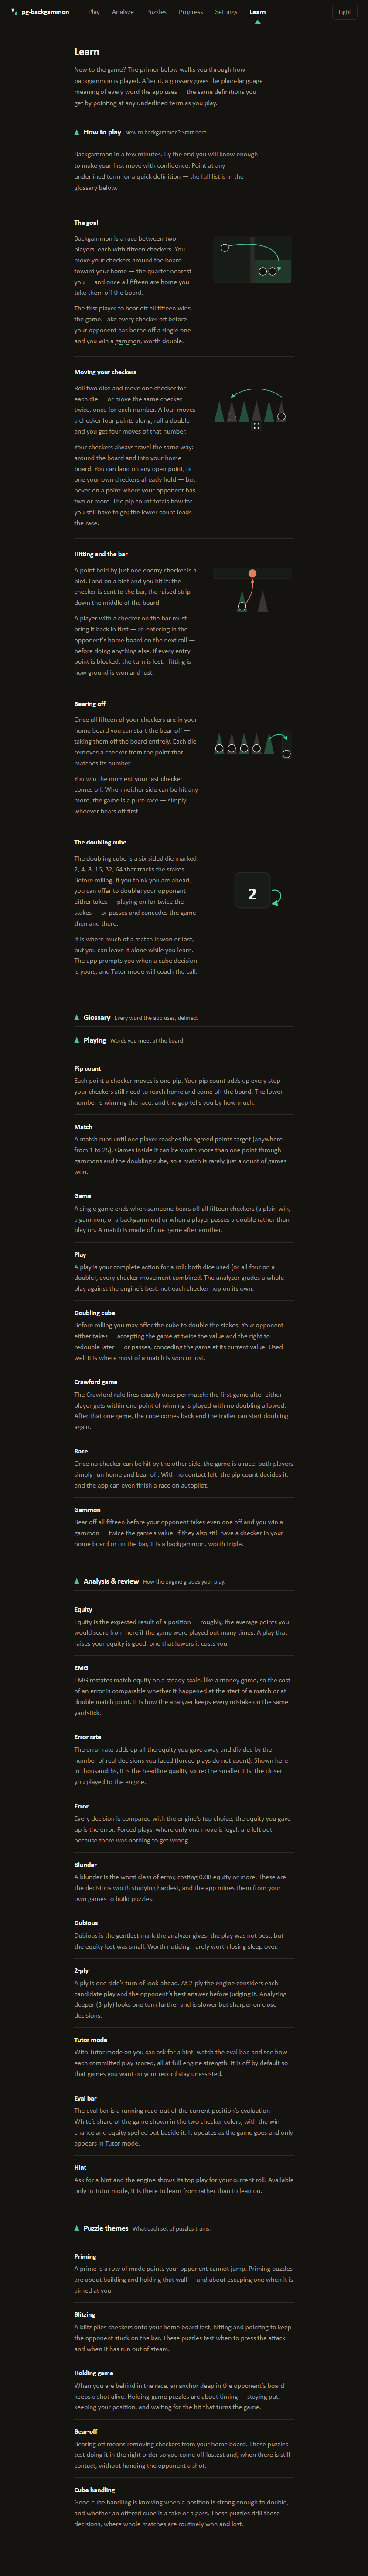 pg-backgammon Play Analyze Puzzles Progress Settings Learn Light
Learn
New to the game? The primer below walks you through how
backgammon is played. After it, a glossary gives the plain-language
meaning of every word the app uses — the same definitions you
get by pointing at any underlined term as you play.
How to play New to backgammon? Start here.
Backgammon in a few minutes. By the end you will know enough
to make your first move with confidence. Point at any
underlined term for a quick definition — the full list is in the
glossary below.
The goal
Backgammon is a race between two
players, each with fifteen checkers. You
move your checkers around the board
toward your home — the quarter nearest
you — and once all fifteen are home you
take them off the board.
The first player to bear off all fifteen wins
the game. Take every checker off before
your opponent has borne off a single one
and you win a gammon, worth double.
Moving your checkers
Roll two dice and move one checker for
each die — or move the same checker
twice, once for each number. A four moves
a checker four points along; roll a double
and you get four moves of that number.
Your checkers always travel the same way:
around the board and into your home
board. You can land on any open point, or
one your own checkers already hold — but
never on a point where your opponent has
two or more. The pip count totals how far
you still have to go; the lower count leads
the race.
Hitting and the bar
A point held by just one enemy checker is a
blot. Land on a blot and you hit it: the
checker is sent to the bar, the raised strip
down the middle of the board.
A player with a checker on the bar must
bring it back in first — re-entering in the
opponent's home board on the next roll —
before doing anything else. If every entry
point is blocked, the turn is lost. Hitting is
how ground is won and lost.
Bearing off
Once all fifteen of your checkers are in your
home board you can start the bear-off —
taking them off the board entirely. Each die
removes a checker from the point that
matches its number.
You win the moment your last checker
comes off. When neither side can be hit any
more, the game is a pure race — simply
whoever bears off first.
The doubling cube
The doubling cube is a six-sided die marked
2, 4, 8, 16, 32, 64 that tracks the stakes.
Before rolling, if you think you are ahead,
you can offer to double: your opponent
either takes — playing on for twice the
stakes — or passes and concedes the game
then and there.
2
It is where much of a match is won or lost,
but you can leave it alone while you learn.
The app prompts you when a cube decision
is yours, and Tutor mode will coach the call.
Glossary Every word the app uses, defined.
Playing Words you meet at the board.
Pip count
Each point a checker moves is one pip. Your pip count adds up every step
your checkers still need to reach home and come off the board. The lower
number is winning the race, and the gap tells you by how much.
Match
A match runs until one player reaches the agreed points target (anywhere
from 1 to 25). Games inside it can be worth more than one point through
gammons and the doubling cube, so a match is rarely just a count of games
won.
Game
A single game ends when someone bears off all fifteen checkers (a plain win,
a gammon, or a backgammon) or when a player passes a double rather than
play on. A match is made of one game after another.
Play
A play is your complete action for a roll: both dice used (or all four on a
double), every checker movement combined. The analyzer grades a whole
play against the engine's best, not each checker hop on its own.
Doubling cube
Before rolling you may offer the cube to double the stakes. Your opponent
either takes — accepting the game at twice the value and the right to
redouble later — or passes, conceding the game at its current value. Used
well it is where most of a match is won or lost.
Crawford game
The Crawford rule fires exactly once per match: the first game after either
player gets within one point of winning is played with no doubling allowed.
After that one game, the cube comes back and the trailer can start doubling
again.
Race
Once no checker can be hit by the other side, the game is a race: both players
simply run home and bear off. With no contact left, the pip count decides it,
and the app can even finish a race on autopilot.
Gammon
Bear off all fifteen before your opponent takes even one off and you win a
gammon — twice the game's value. If they also still have a checker in your
home board or on the bar, it is a backgammon, worth triple.
Analysis & review How the engine grades your play.
Equity
Equity is the expected result of a position — roughly, the average points you
would score from here if the game were played out many times. A play that
raises your equity is good; one that lowers it costs you.
EMG
EMG restates match equity on a steady scale, like a money game, so the cost
of an error is comparable whether it happened at the start of a match or at
double match point. It is how the analyzer keeps every mistake on the same
yardstick.
Error rate
The error rate adds up all the equity you gave away and divides by the
number of real decisions you faced (forced plays do not count). Shown here
in thousandths, it is the headline quality score: the smaller it is, the closer
you played to the engine.
Error
Every decision is compared with the engine's top choice; the equity you gave
up is the error. Forced plays, where only one move is legal, are left out
because there was nothing to get wrong.
Blunder
A blunder is the worst class of error, costing 0.08 equity or more. These are
the decisions worth studying hardest, and the app mines them from your
own games to build puzzles.
Dubious
Dubious is the gentlest mark the analyzer gives: the play was not best, but
the equity lost was small. Worth noticing, rarely worth losing sleep over.
2-ply
A ply is one side's turn of look-ahead. At 2-ply the engine considers each
candidate play and the opponent's best answer before judging it. Analyzing
deeper (3-ply) looks one turn further and is slower but sharper on close
decisions.
Tutor mode
With Tutor mode on you can ask for a hint, watch the eval bar, and see how
each committed play scored, all at full engine strength. It is off by default so
that games you want on your record stay unassisted.
Eval bar
The eval bar is a running read-out of the current position's evaluation —
White's share of the game shown in the two checker colors, with the win
chance and equity spelled out beside it. It updates as the game goes and only
appears in Tutor mode.
Hint
Ask for a hint and the engine shows its top play for your current roll. Available
only in Tutor mode, it is there to learn from rather than to lean on.
Puzzle themes What each set of puzzles trains.
Priming
A prime is a row of made points your opponent cannot jump. Priming puzzles
are about building and holding that wall — and about escaping one when it is
aimed at you.
Blitzing
A blitz piles checkers onto your home board fast, hitting and pointing to keep
the opponent stuck on the bar. These puzzles test when to press the attack
and when it has run out of steam.
Holding game
When you are behind in the race, an anchor deep in the opponent's board
keeps a shot alive. Holding-game puzzles are about timing — staying put,
keeping your position, and waiting for the hit that turns the game.
Bear-off
Bearing off means removing checkers from your home board. These puzzles
test doing it in the right order so you come off fastest and, when there is still
contact, without handing the opponent a shot.
Cube handling
Good cube handling is knowing when a position is strong enough to double,
and whether an offered cube is a take or a pass. These puzzles drill those
decisions, where whole matches are routinely won and lost.